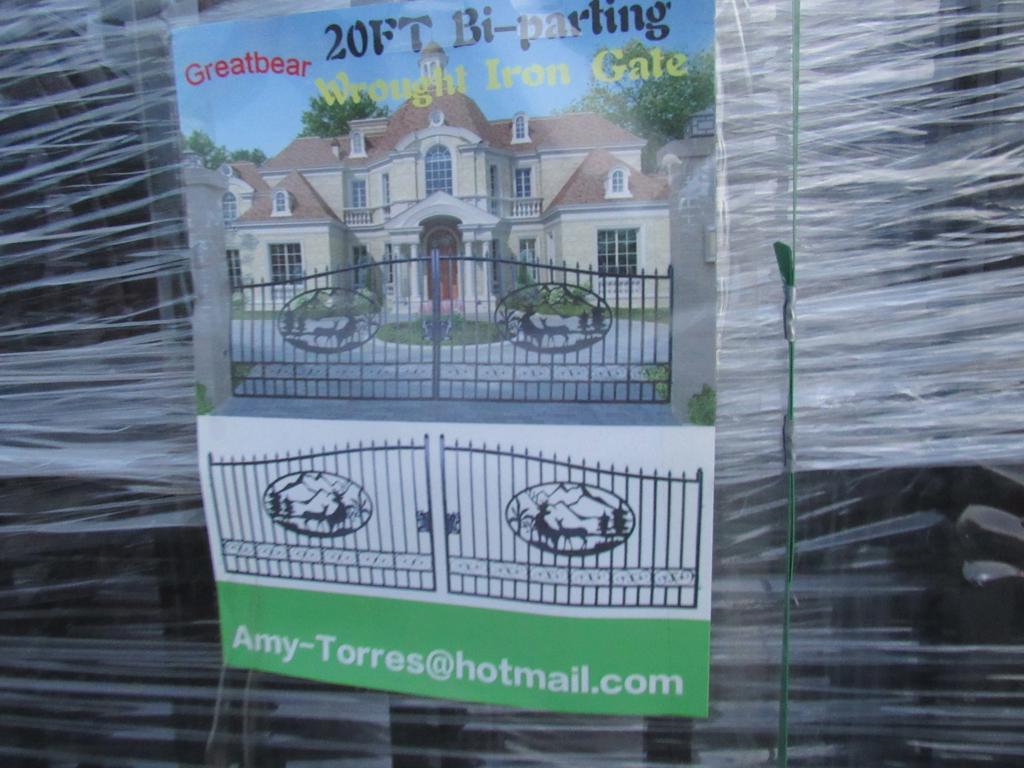 20FT Bi-parting
Greatbear
Wrought Iron Gate
Amy-Torres@hotmail.com